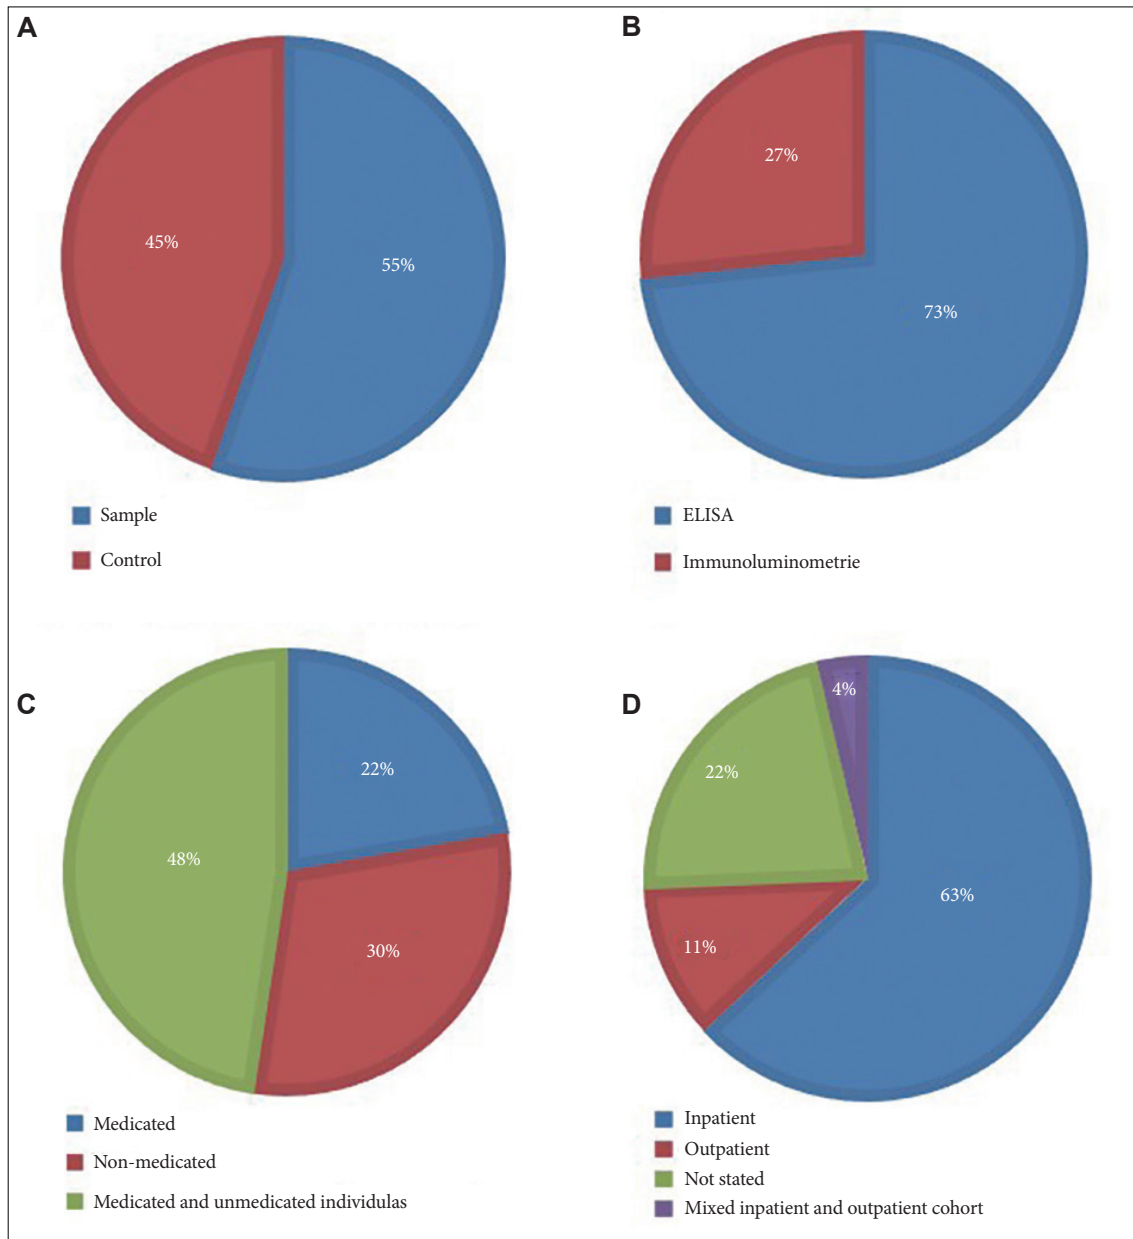 A
45%
55%
Sample
Control
B
27%
73%
ELISA
Immunoluminometrie
C
22%
48%
30%
Medicated
Non-medicated
Medicated and unmedicated individulas
D
4%
22%
63%
11%
Inpatient
Outpatient
Not stated
Mixed inpatient and outpatient cohort